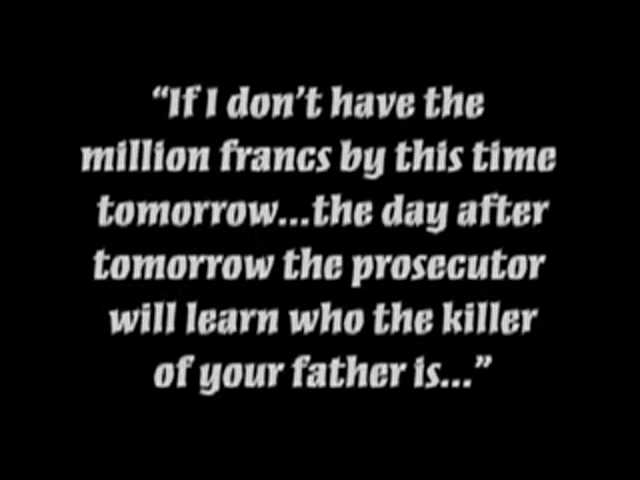 “If I don’t have the
million francs by this time
tomorrow...the day after
tomorrow the prosecutor
will learn who the killer
of your father is...”